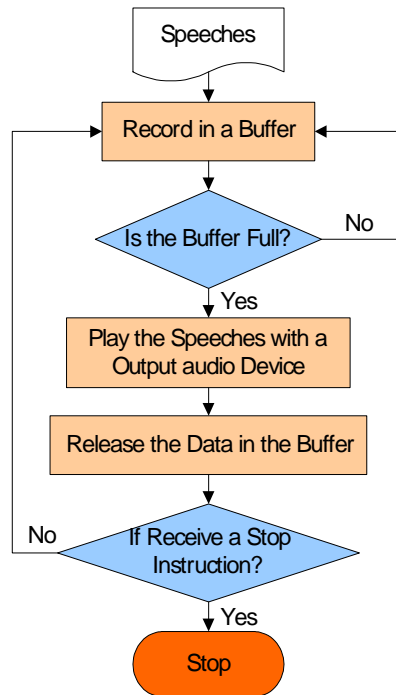 Speeches
Record in a Buffer
Is the Buffer Full?
No
Yes
Play the Speeches with a
Output audio Device
Release the Data in the Buffer
No
If Receive a Stop
Instruction?
Yes
Stop